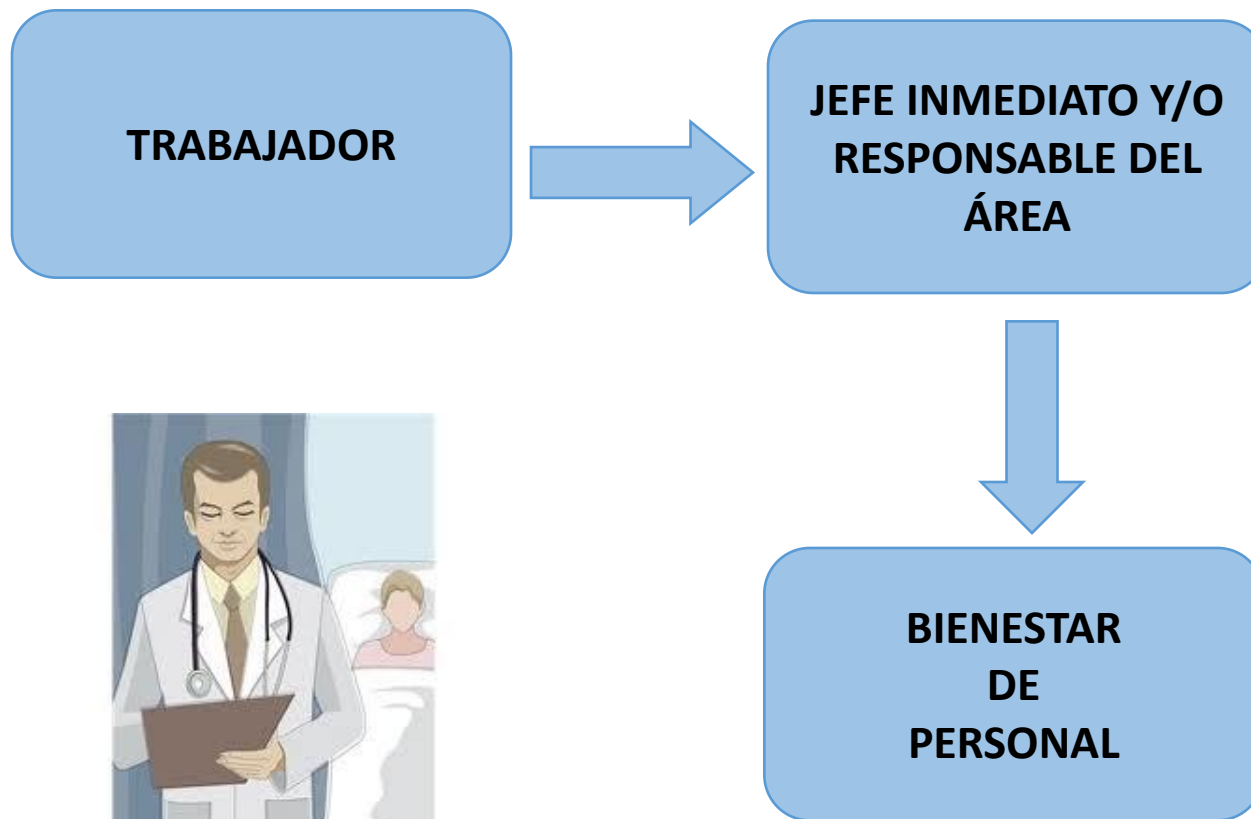 TRABAJADOR
JEFE INMEDIATO Y/O
RESPONSABLE DEL
ÁREA
BIENESTAR
DE
PERSONAL